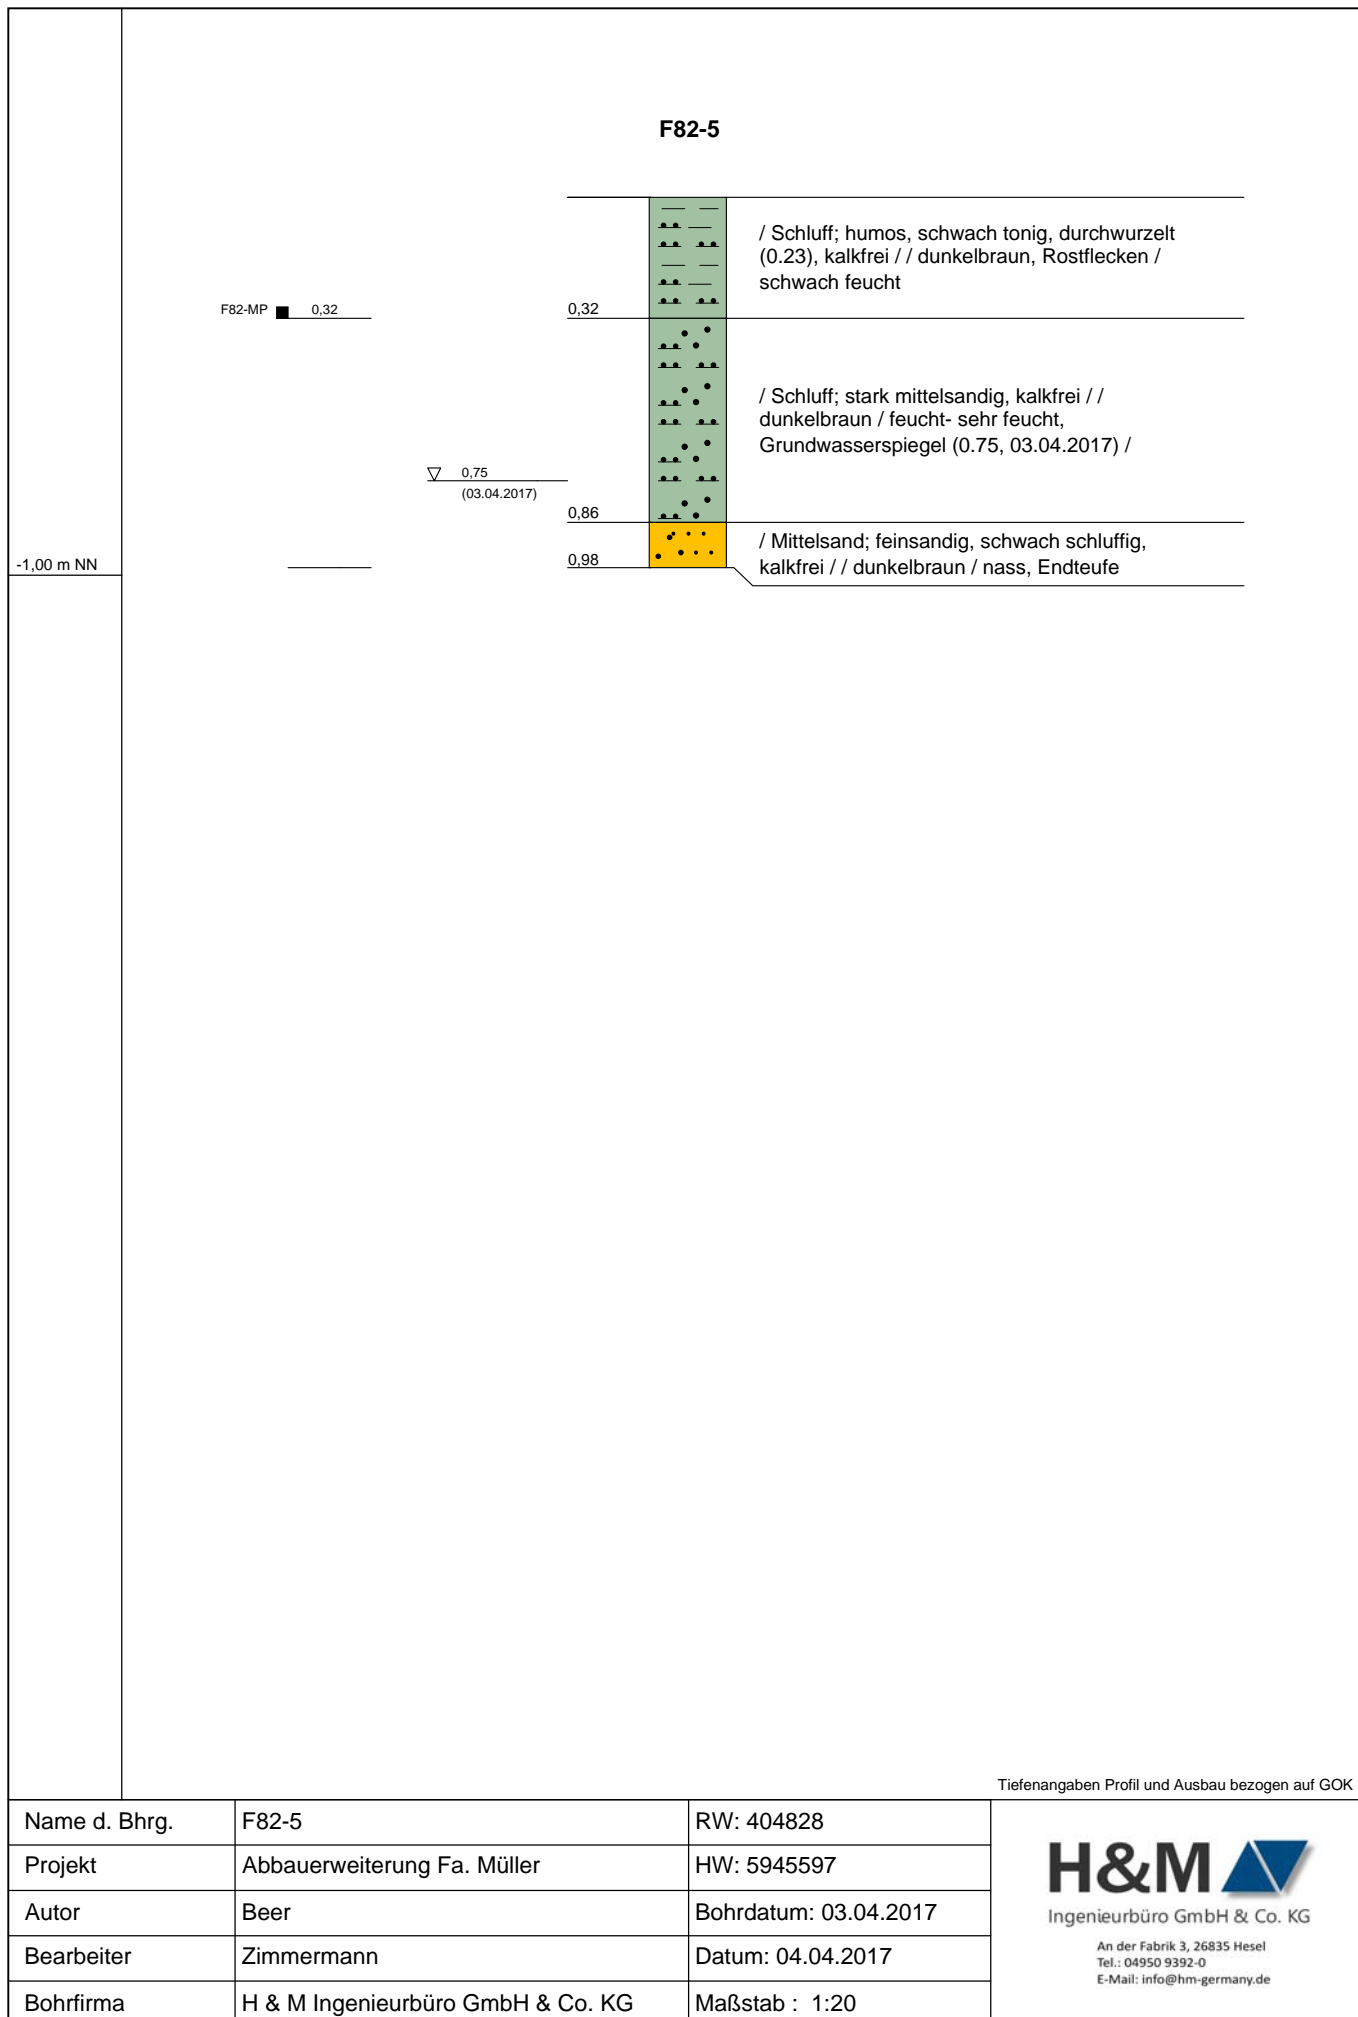 F82-5
/ Schluff; humos, schwach tonig, durchwurzelt
(0.23), kalkfrei / / dunkelbraun, Rostflecken /
schwach feucht
F82-MP 0,32
0,32
/ Schluff; stark mittelsandig, kalkfrei / /
dunkelbraun / feucht- sehr feucht,
Grundwasserspiegel (0.75, 03.04.2017) /
0,75
(03.04.2017)
0,86
/ Mittelsand; feinsandig, schwach schluffig,
kalkfrei / / dunkelbraun / nass, Endteufe
0,98
-1,00 m NN
Tiefenangaben Profil und Ausbau bezogen auf GOK
Name d. Bhrg. F82-5 RW: 404828
Projekt Abbauerweiterung Fa. Müller HW: 5945597
Autor Beer Bohrdatum: 03.04.2017
Bearbeiter Zimmermann Datum: 04.04.2017
Bohrfirma H & M Ingenieurbüro GmbH & Co. KG Maßstab : 1:20
H&M
Ingenieurbüro GmbH & Co. KG
An der Fabrik 3, 26835 Hesel
Tel.: 04950 9392-0
E-Mail: info@hm-germany.de